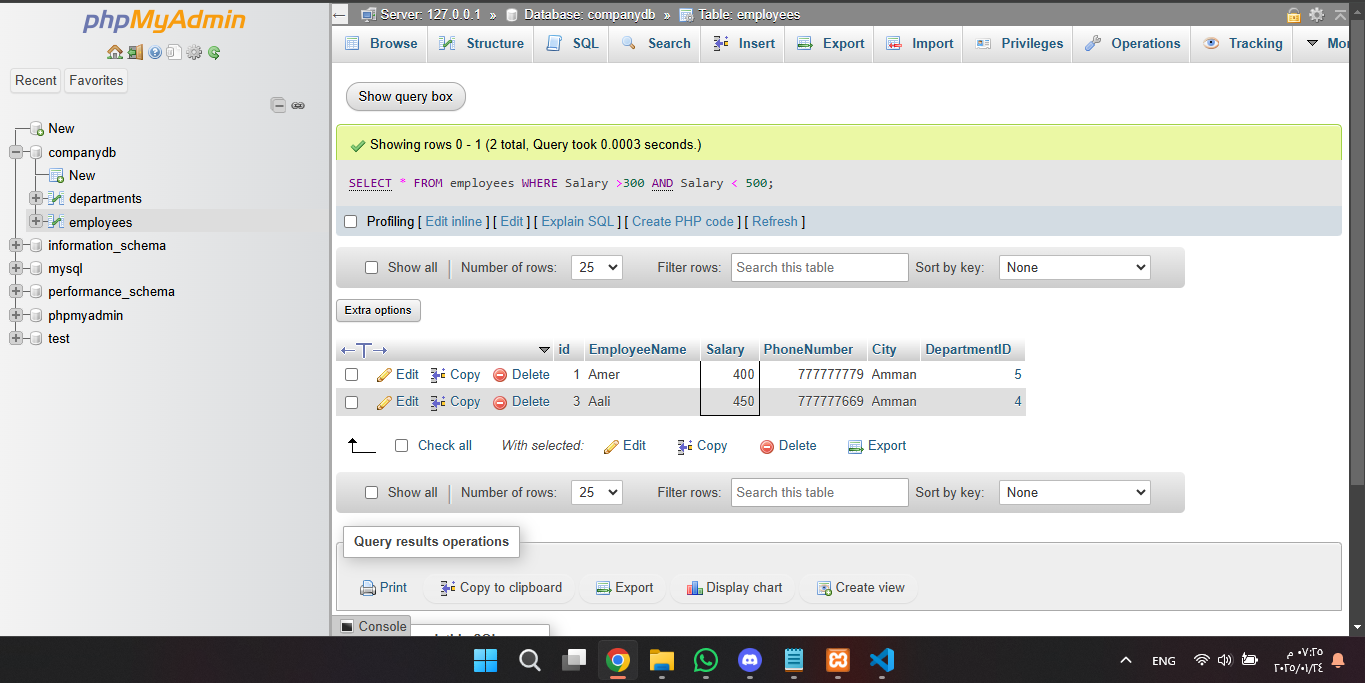 phpMyAdmin
Recent Favorites
New
companydb
New
departments
employees
information_schema
mysql
performance_schema
phpmyadmin
test
Server: 127.0.0.1 » Database: companydb » Table: employees
Browse Structure SQL Search Insert Export Import Privileges Operations Tracking
Show query box
Showing rows 0 - 1 (2 total, Query took 0.0003 seconds.)
SELECT * FROM employees WHERE Salary >300 AND Salary < 500;
Profiling [ Edit inline ] [ Edit ] [ Explain SQL ] [ Create PHP code ] [ Refresh ]
Show all | Number of rows: 25 Filter rows: Search this table Sort by key: None
Extra options
id EmployeeName Salary PhoneNumber City DepartmentID
Edit Copy Delete 1 Amer 400 777777779 Amman 5
Edit Copy Delete 3 Aali 450 777777669 Amman 4
Check all With selected: Edit Copy Delete Export
Show all | Number of rows: 25 Filter rows: Search this table Sort by key: None
Query results operations
Print Copy to clipboard Export Display chart Create view
Console
ENG
٠٧:٢٥ م
٢٠٢٥/٠١/٢٤